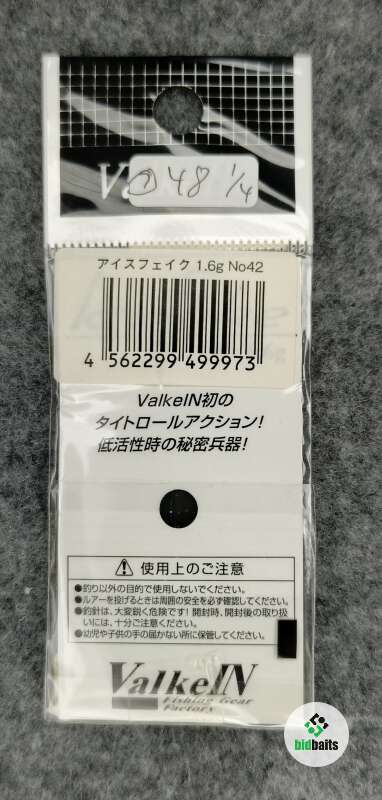 ①48 1/4
アイスフェイク 1.6g No42
4 562299 499973
ValkeIN初の
タイトロールアクション!
低活性時の秘密兵器!
⚠ 使用上のご注意
●釣り以外の目的で使用しないでください。
●ルアーを投げるときは周囲の安全を必ず確認してください。
●釣針は、大変鋭く危険です!開封時、開封後の取り扱
いには、十分ご注意ください。
●幼児や子供の手の届かない所に保管してください。
ValkeIN
Fishing Gear
Factory
bidbaits